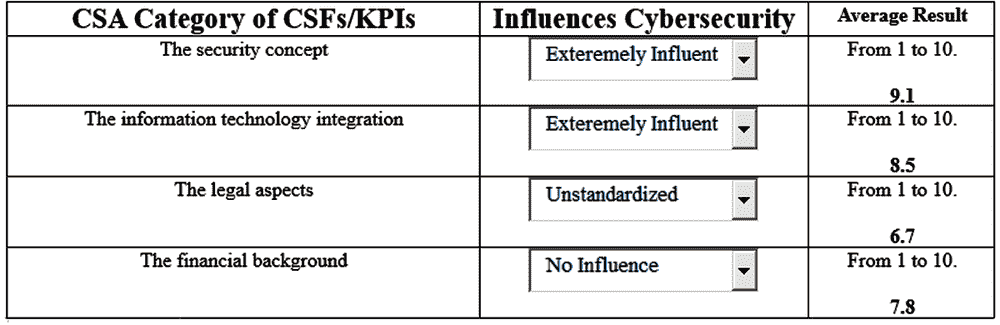 CSA Category of CSFs/KPIs Influences Cybersecurity Average Result
The security concept Exteremely Influent From 1 to 10.
9.1
The information technology integration Exteremely Influent From 1 to 10.
8.5
The legal aspects Unstandardized From 1 to 10.
6.7
The financial background No Influence From 1 to 10.
7.8